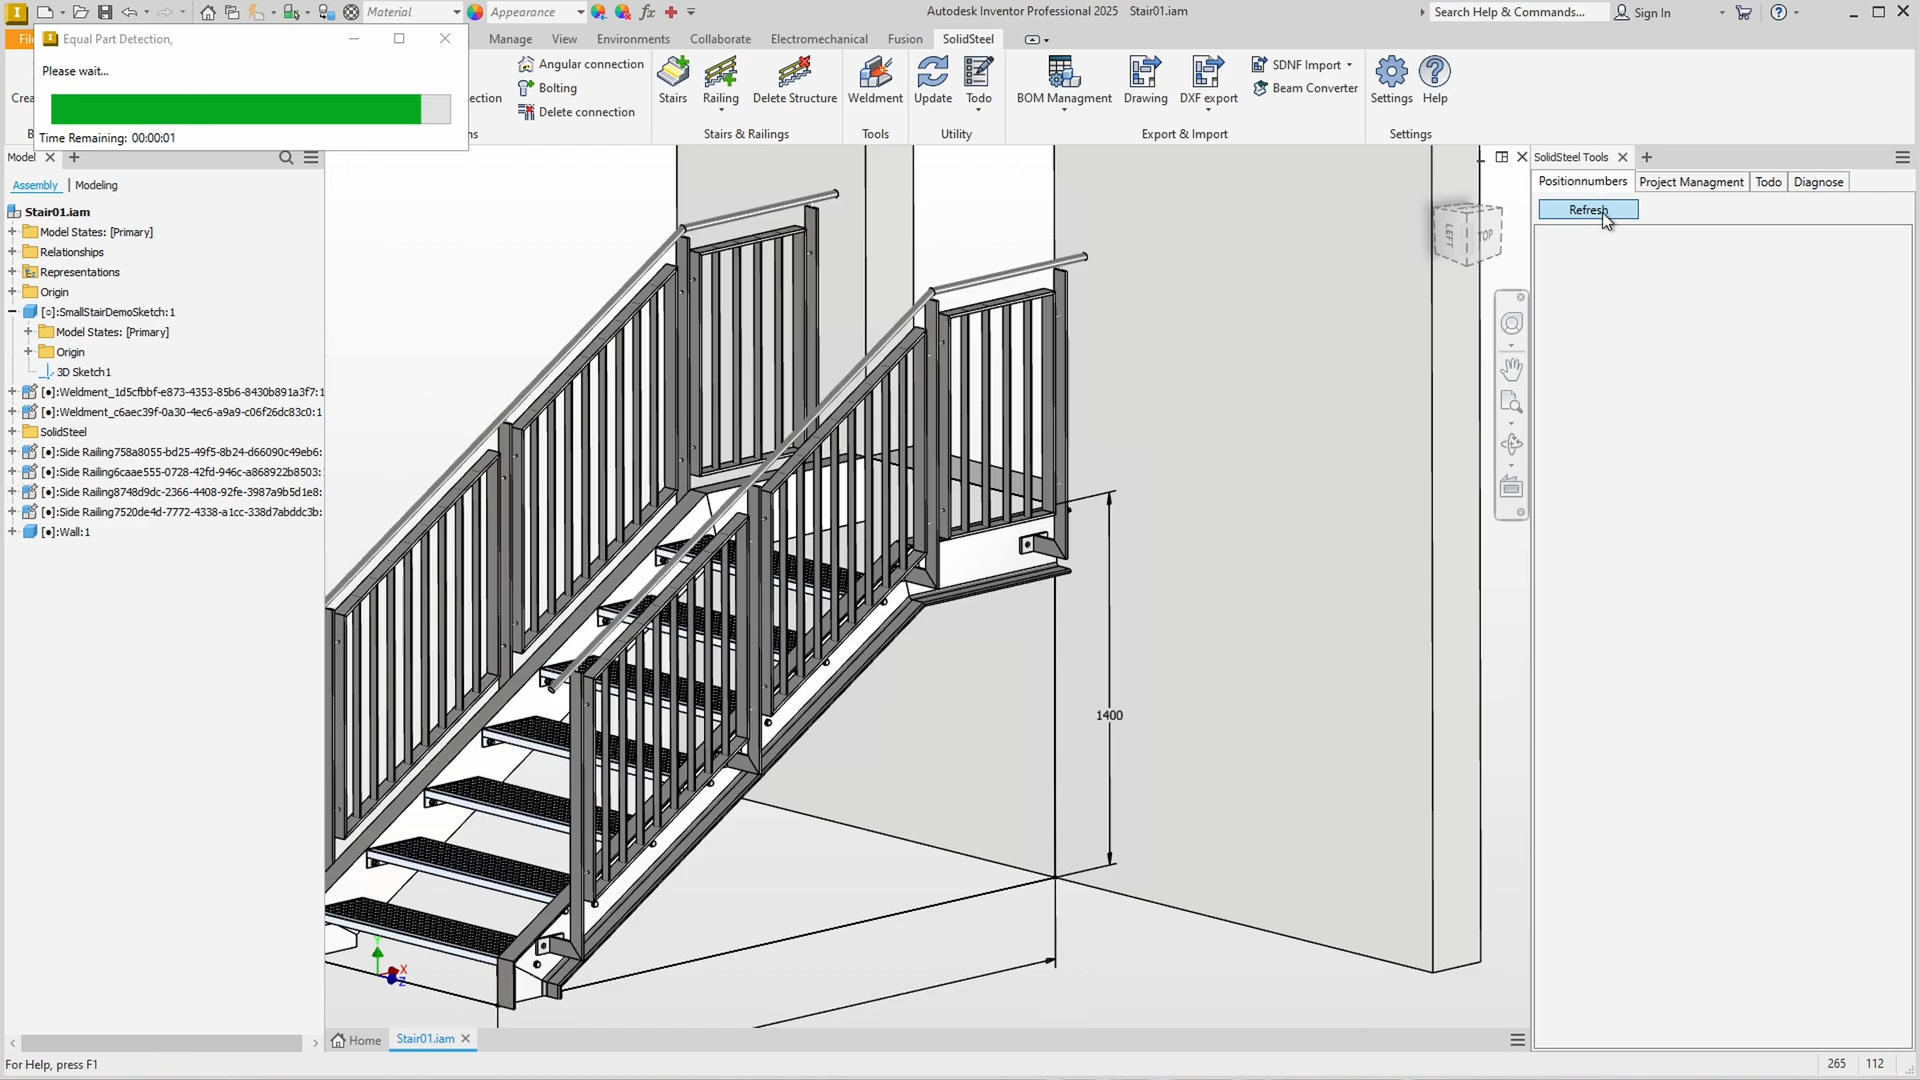 Material
Appearance
Autodesk Inventor Professional 2025 Stair01.iam
Search Help & Commands...
Sign In
Equal Part Detection,
Please wait...
Time Remaining: 00:00:01
Manage
View
Environments
Collaborate
Electromechanical
Fusion
SolidSteel
Angular connection
Bolting
Delete connection
Stairs
Railing
Delete Structure
Stairs & Railings
Weldment
Tools
Update
Todo
Utility
BOM Managment
Drawing
DXF export
SDNF Import
Beam Converter
Export & Import
Settings
Help
Settings
Model
Assembly
Modeling
Stair01.iam
Model States: [Primary]
Relationships
Representations
Origin
[○]:SmallStairDemoSketch:1
Model States: [Primary]
Origin
3D Sketch1
[●]:Weldment_1d5cfbbf-e873-4353-85b6-8430b891a3f7:1
[●]:Weldment_c6aec39f-0a30-4ec6-a9a9-c06f26dc83c0:1
SolidSteel
[●]:Side Railing758a8055-bd25-49f5-8b24-d66090c49eb6:
[●]:Side Railing6caae555-0728-42fd-946c-a868922b8503:
[●]:Side Railing8748d9dc-2366-4408-92fe-3987a9b5d1e8:
[●]:Side Railing7520de4d-7772-4338-a1cc-338d7abddc3b:
[●]:Wall:1
LEFT
TOP
1400
Y
X
Z
SolidSteel Tools
Positionnumbers
Project Managment
Todo
Diagnose
Refresh
Home
Stair01.iam
For Help, press F1
265
112